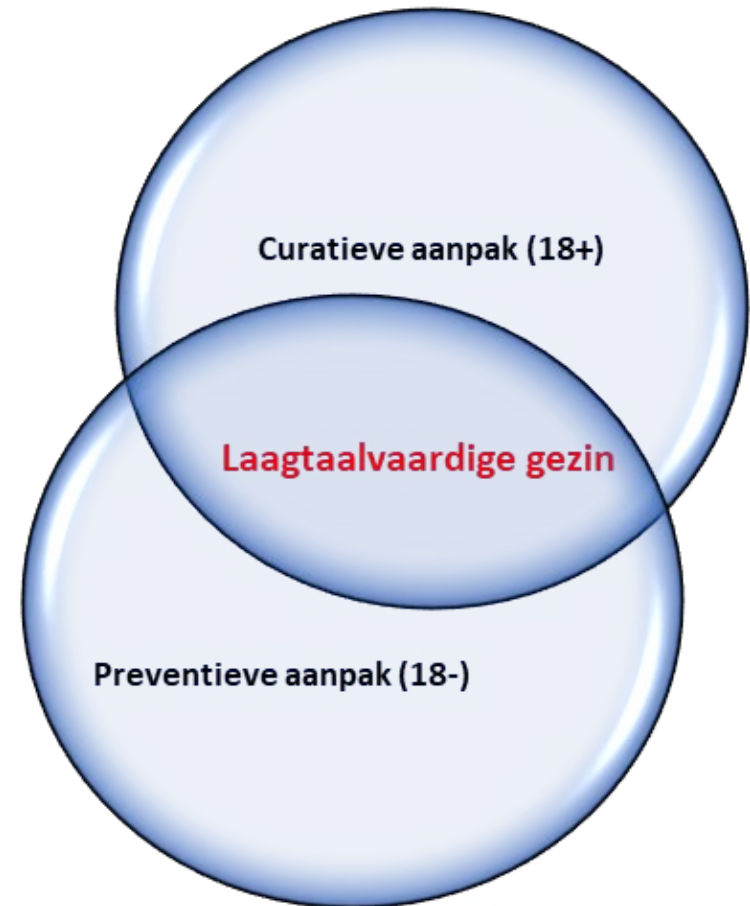 Curatieve aanpak (18+)
Laagtaalvaardige gezin
Preventieve aanpak (18-)